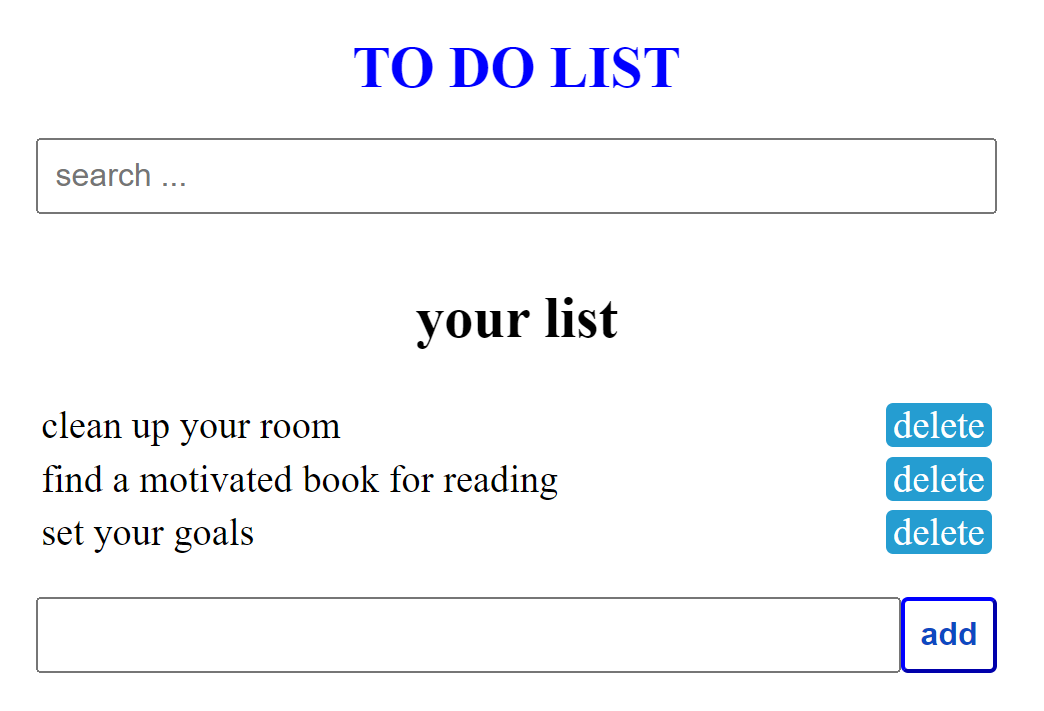 TO DO LIST
search ...
your list
clean up your room delete
find a motivated book for reading delete
set your goals delete
add